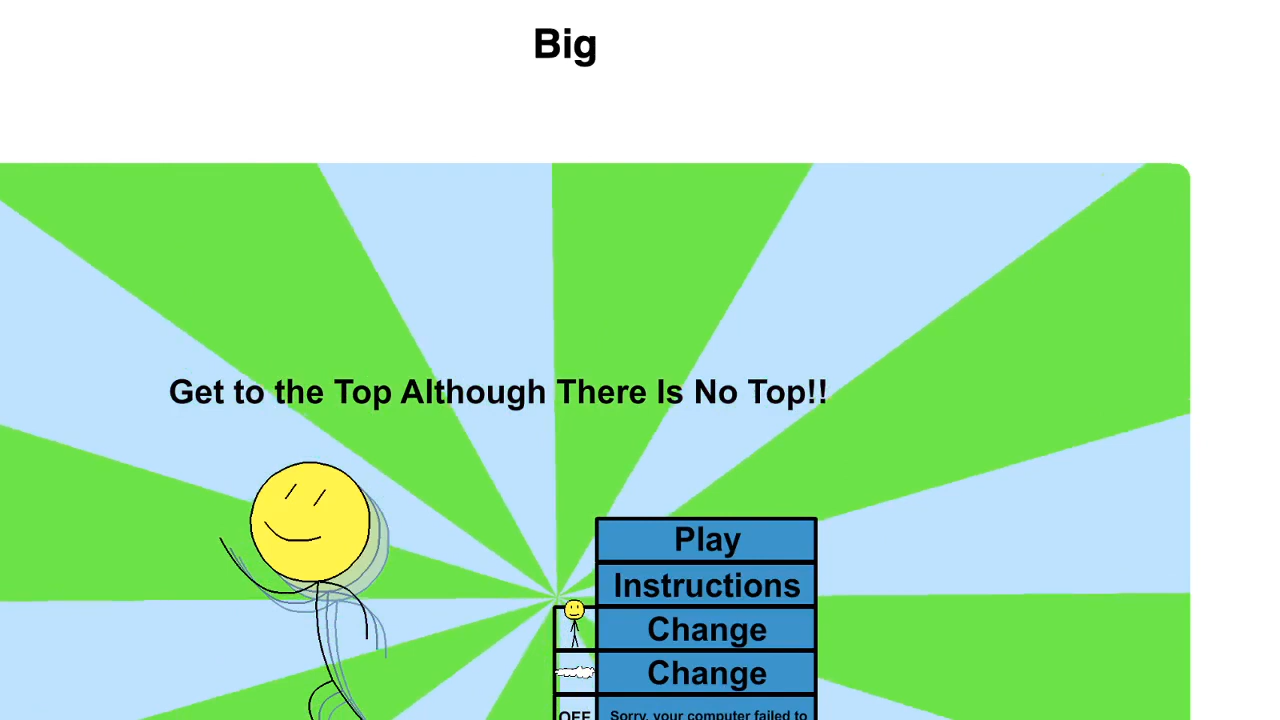 Big
Get to the Top Although There Is No Top!!
Play
Instructions
Change
Change
OFF
Sorry, your computer failed to